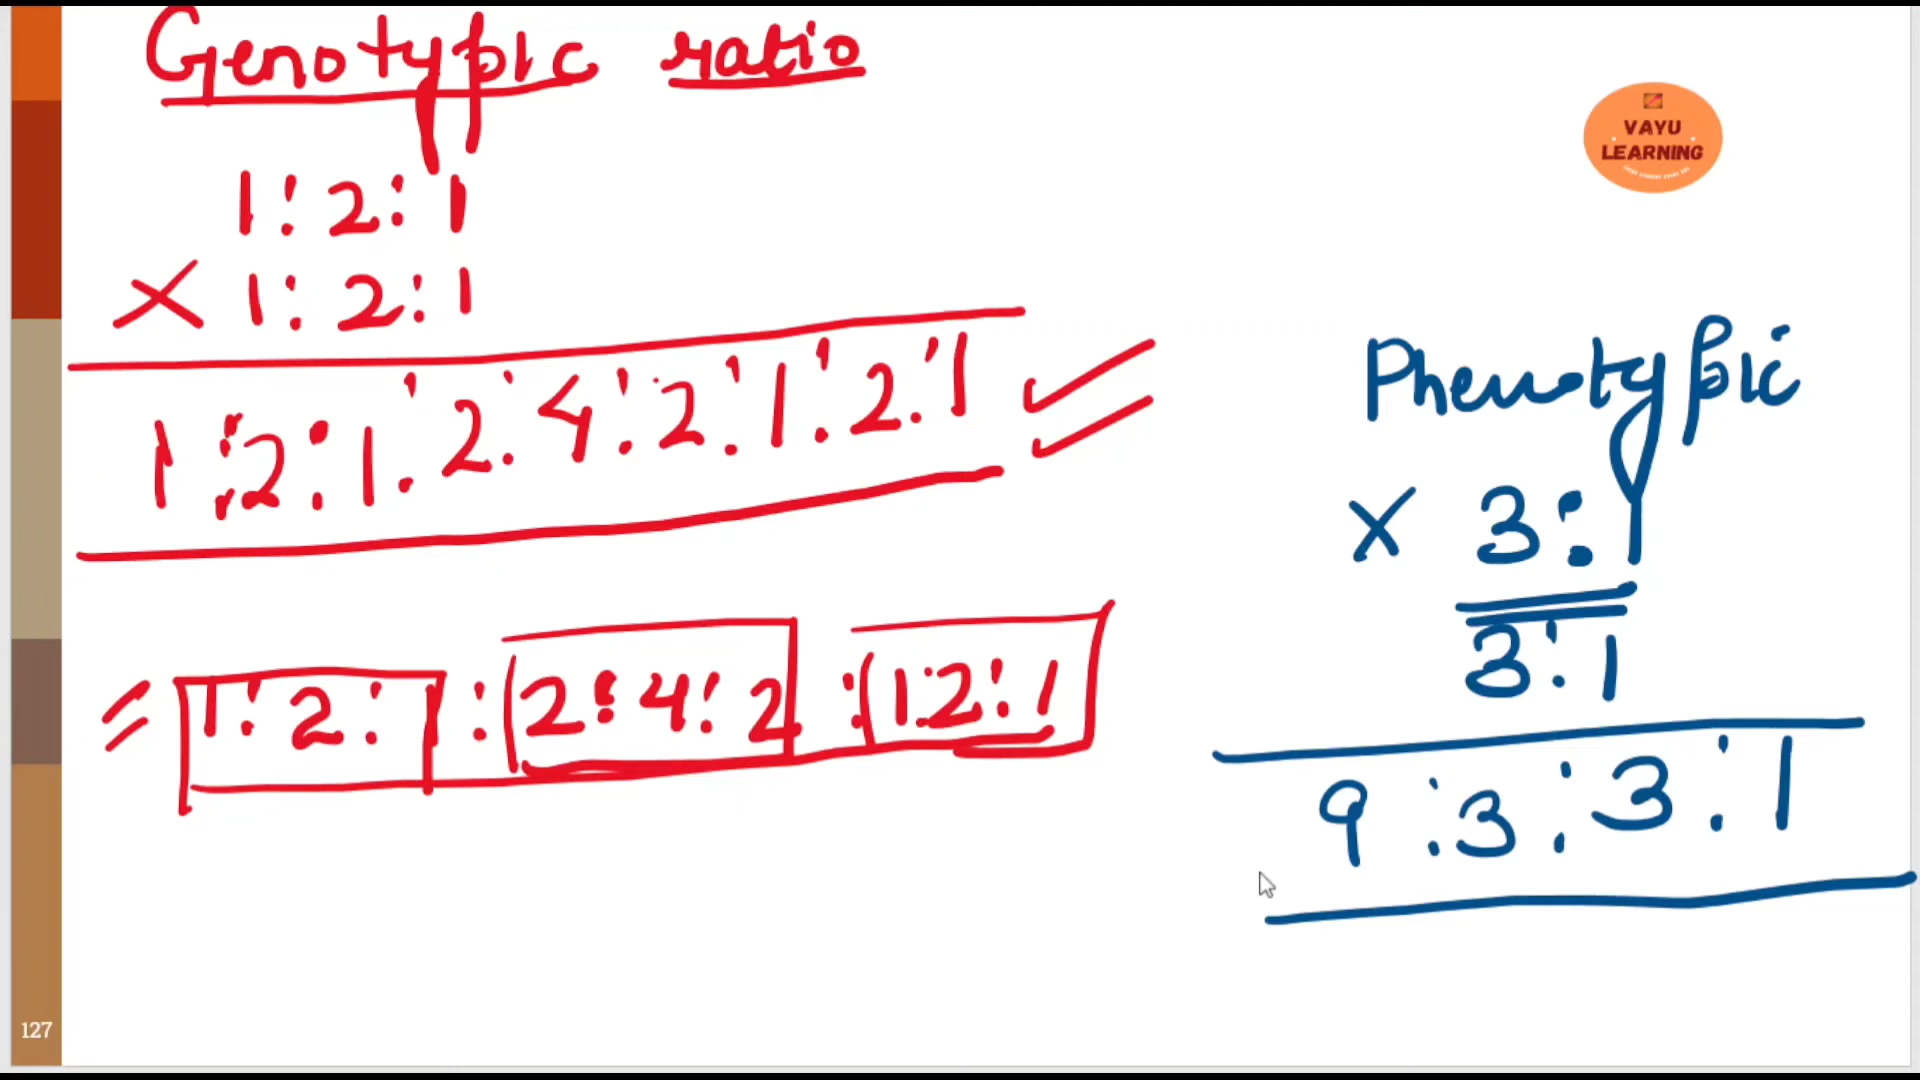 Genotypic ratio
1:2:1
× 1:2:1
1:2:1:2:4:2:1:2:1
= 1:2:1:(2:4:2:(1:2:1
VAYU
LEARNING
Phenotypic
× 3:1
3:1
9:3:3:1
127